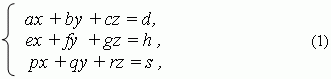 ax + by + cz = d, 
ex + fy + gz = h , (1)
px + qy + rz = s ,